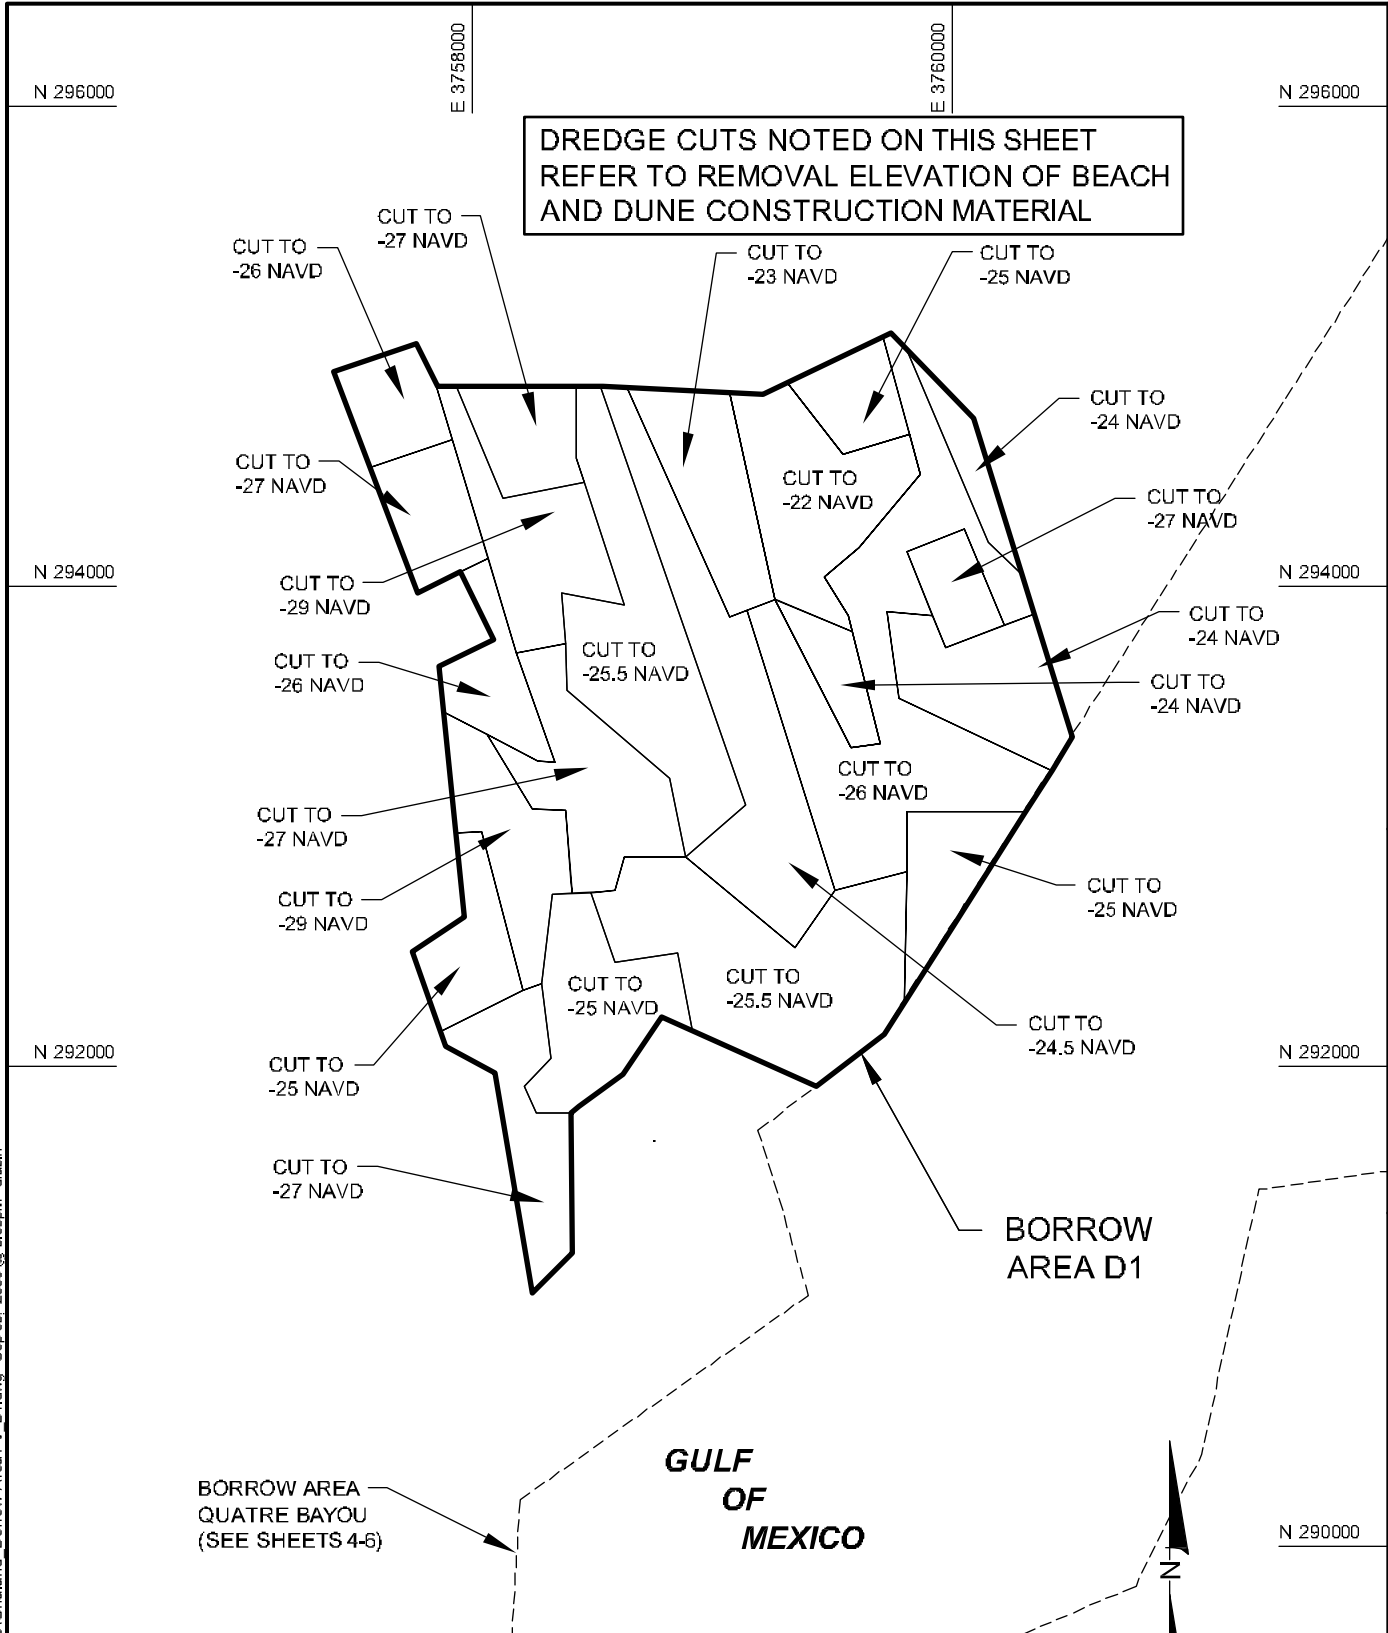 E 3758000
E 3760000
N 296000
N 296000
DREDGE CUTS NOTED ON THIS SHEET
REFER TO REMOVAL ELEVATION OF BEACH
AND DUNE CONSTRUCTION MATERIAL
CUT TO
-27 NAVD
CUT TO
-26 NAVD
CUT TO
-23 NAVD
CUT TO
-25 NAVD
CUT TO
-24 NAVD
CUT TO
-27 NAVD
CUT TO
-22 NAVD
CUT TO
-27 NAVD
N 294000
CUT TO
-29 NAVD
N 294000
CUT TO
-24 NAVD
CUT TO
-26 NAVD
CUT TO
-25.5 NAVD
CUT TO
-24 NAVD
CUT TO
-26 NAVD
CUT TO
-27 NAVD
CUT TO
-29 NAVD
CUT TO
-25 NAVD
CUT TO
-25 NAVD
CUT TO
-25.5 NAVD
CUT TO
-24.5 NAVD
N 292000
N 292000
CUT TO
-25 NAVD
CUT TO
-27 NAVD
BORROW
AREA D1
GULF
OF
MEXICO
BORROW AREA
QUATRE BAYOU
(SEE SHEETS 4-6)
N 290000
N